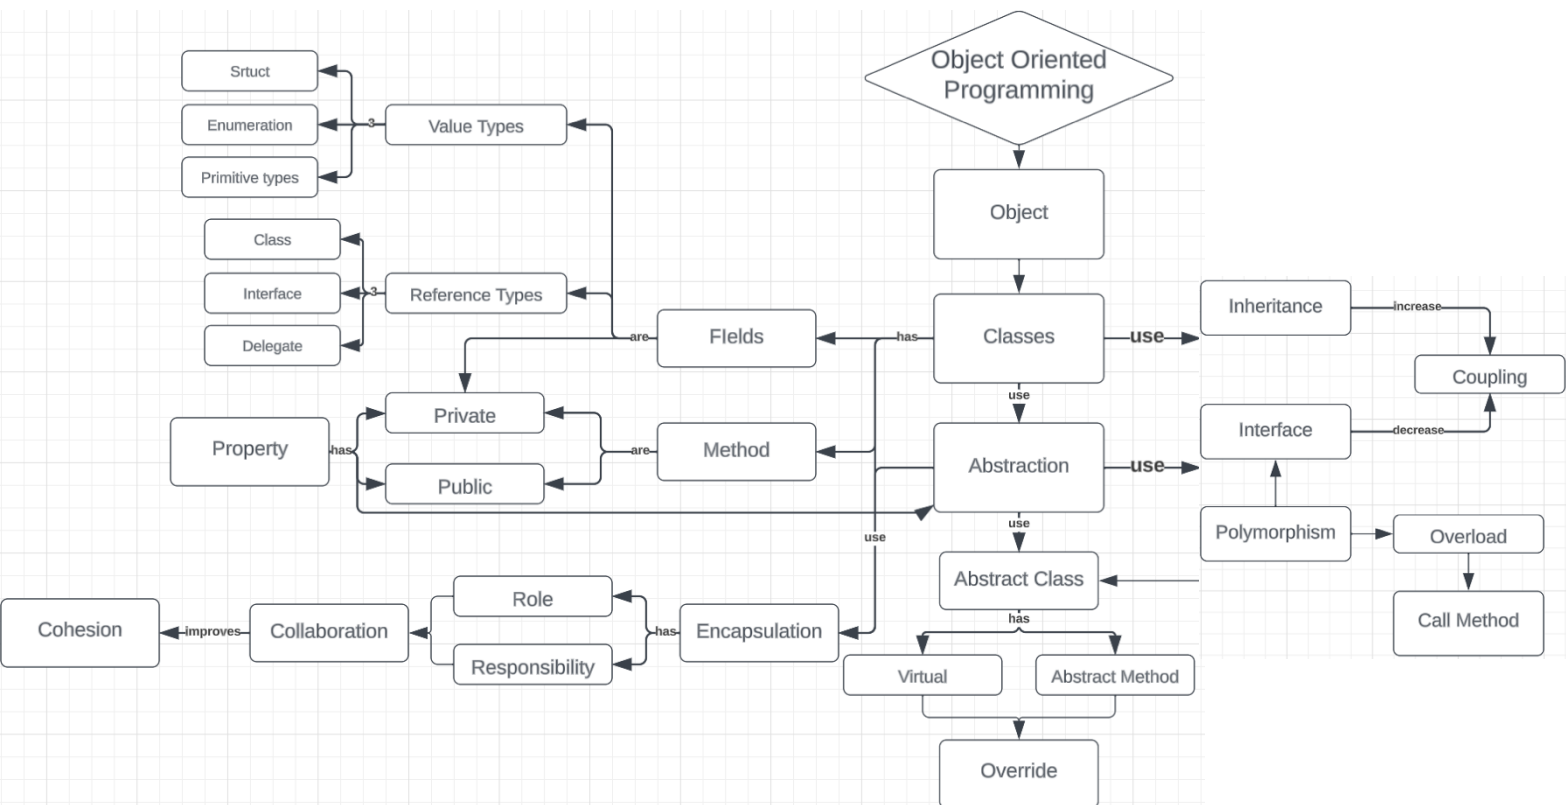 Object Oriented
Programming
Srtuct
Enumeration
3
Value Types
Primitive types
Object
Class
Interface
3
Reference Types
Delegate
are
FIelds
has
Classes
use
Inheritance
increase
Coupling
use
Private
Property
has
are
Method
Public
Abstraction
use
Interface
decrease
use
use
Polymorphism
Overload
Call Method
Abstract Class
has
Cohesion
improves
Collaboration
Role
Responsibility
has
Encapsulation
Virtual
Abstract Method
Override